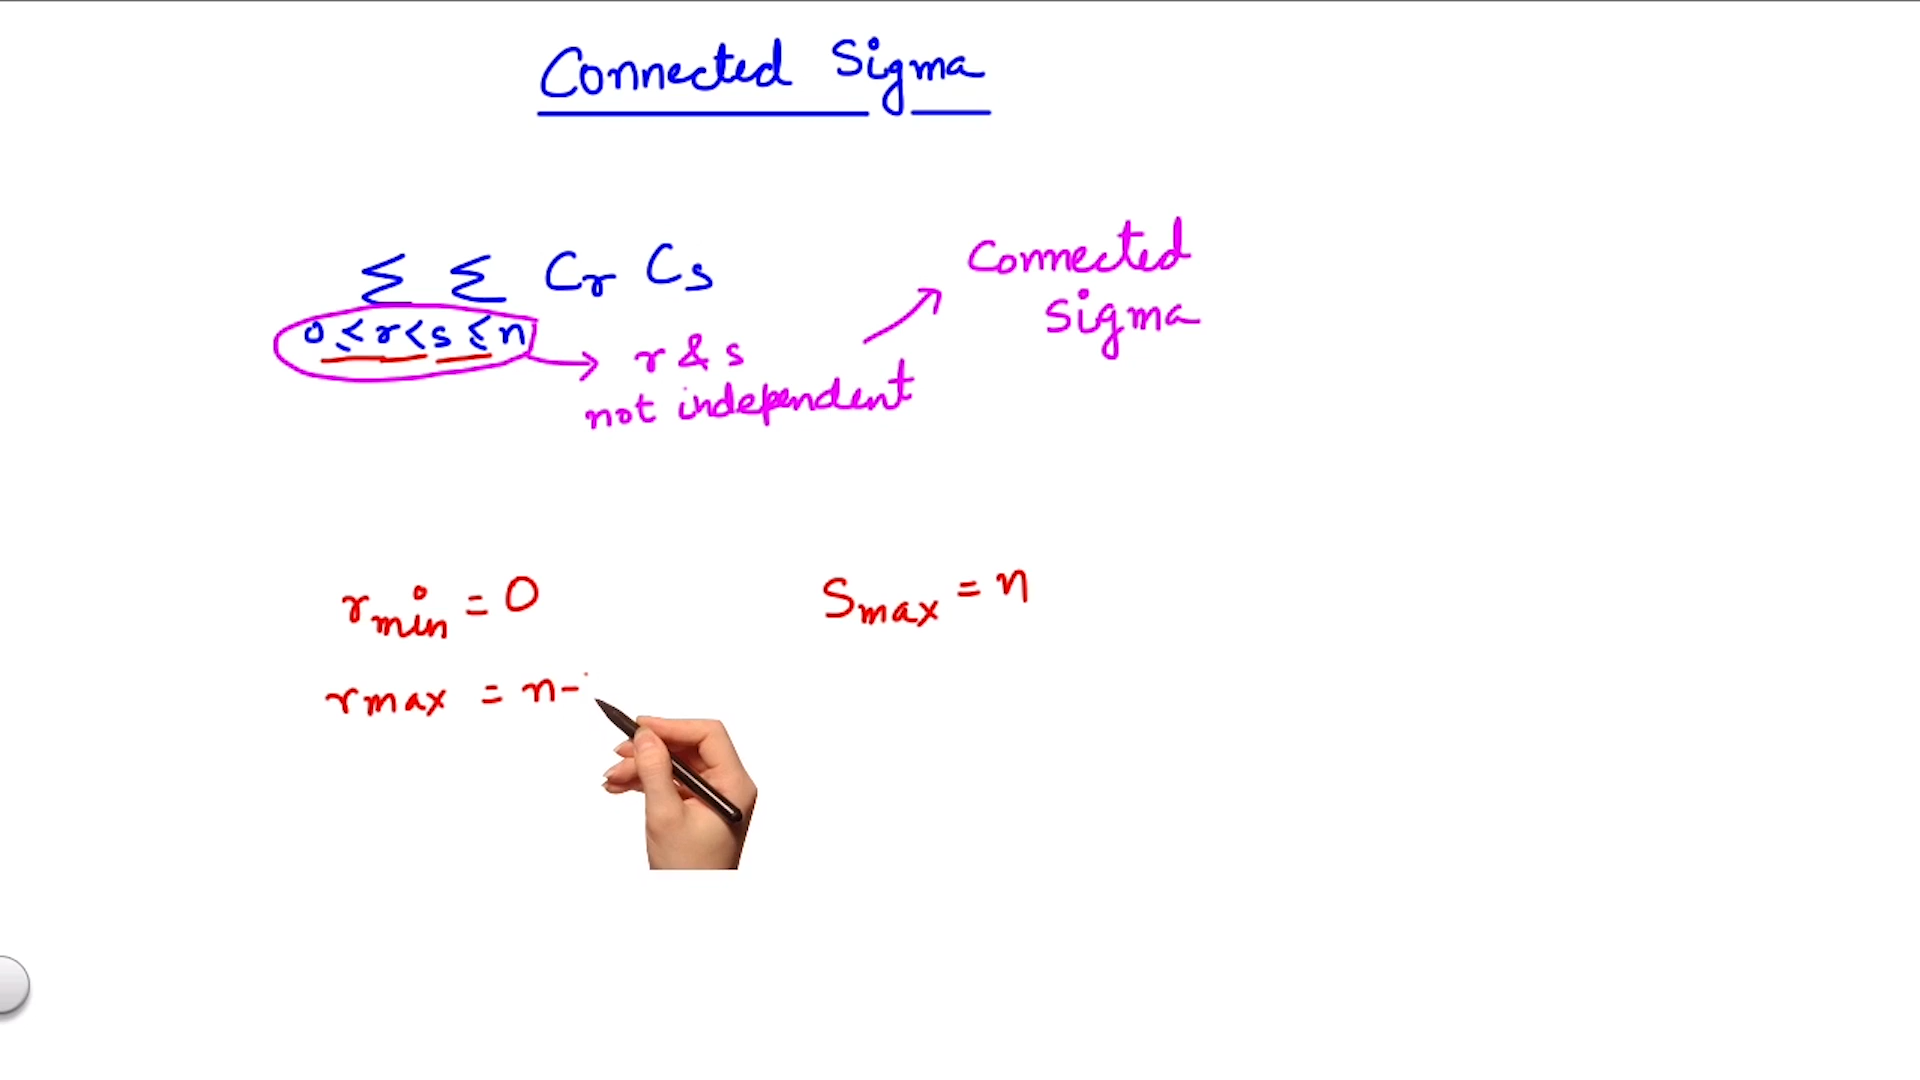 Connected Sigma
Σ Σ Cr Cs
0 ≤ r < s ≤ n
r & s
not independent
Connected
Sigma
rmin = 0
Smax = n
rmax = n-